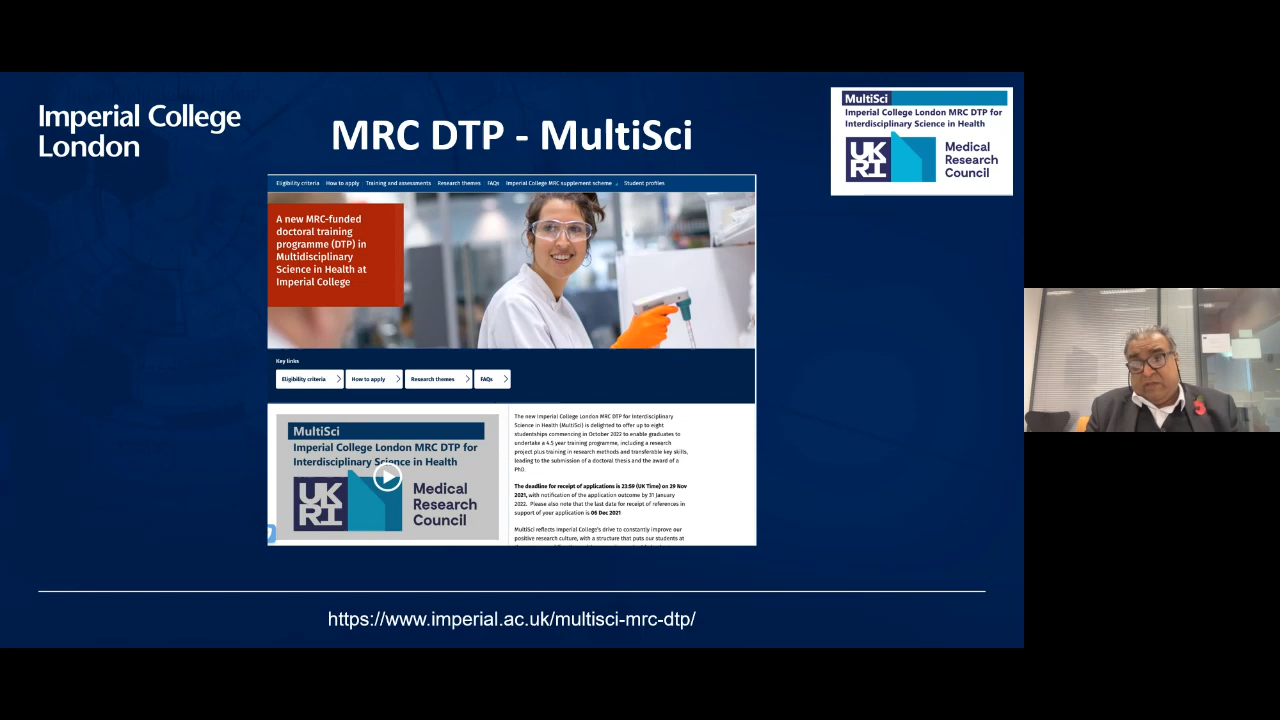 Imperial College
London
MRC DTP - MultiSci
MultiSci
Imperial College London MRC DTP for
Interdisciplinary Science in Health
UK
RI
Medical
Research
Council
Eligibility criteria How to apply Training and assessments Research themes FAQs Imperial College MRC supplement scheme Student profiles
A new MRC-funded
doctoral training
programme (DTP) in
Multidisciplinary
Science in Health at
Imperial College
Key links
Eligibility criteria
How to apply
Research themes
FAQs
MultiSci
Imperial College London MRC DTP for
Interdisciplinary Science in Health
UK
RI
Medical
Research
Council
The new Imperial College London MRC DTP for Interdisciplinary
Science in Health (MultiSci) is delighted to offer up to eight
studentships commencing in October 2022 to enable graduates to
undertake a 4.5 year training programme, including a research
project plus training in research methods and transferable key skills,
leading to the submission of a doctoral thesis and the award of a
PhD.
The deadline for receipt of applications is 23:59 (UK Time) on 29 Nov
2021, with notification of the application outcome by 31 January
2022. Please also note that the last date for receipt of references in
support of your application is 06 Dec 2021
MultiSci reflects Imperial College's drive to constantly improve our
positive research culture, with a structure that puts our students at
https://www.imperial.ac.uk/multisci-mrc-dtp/